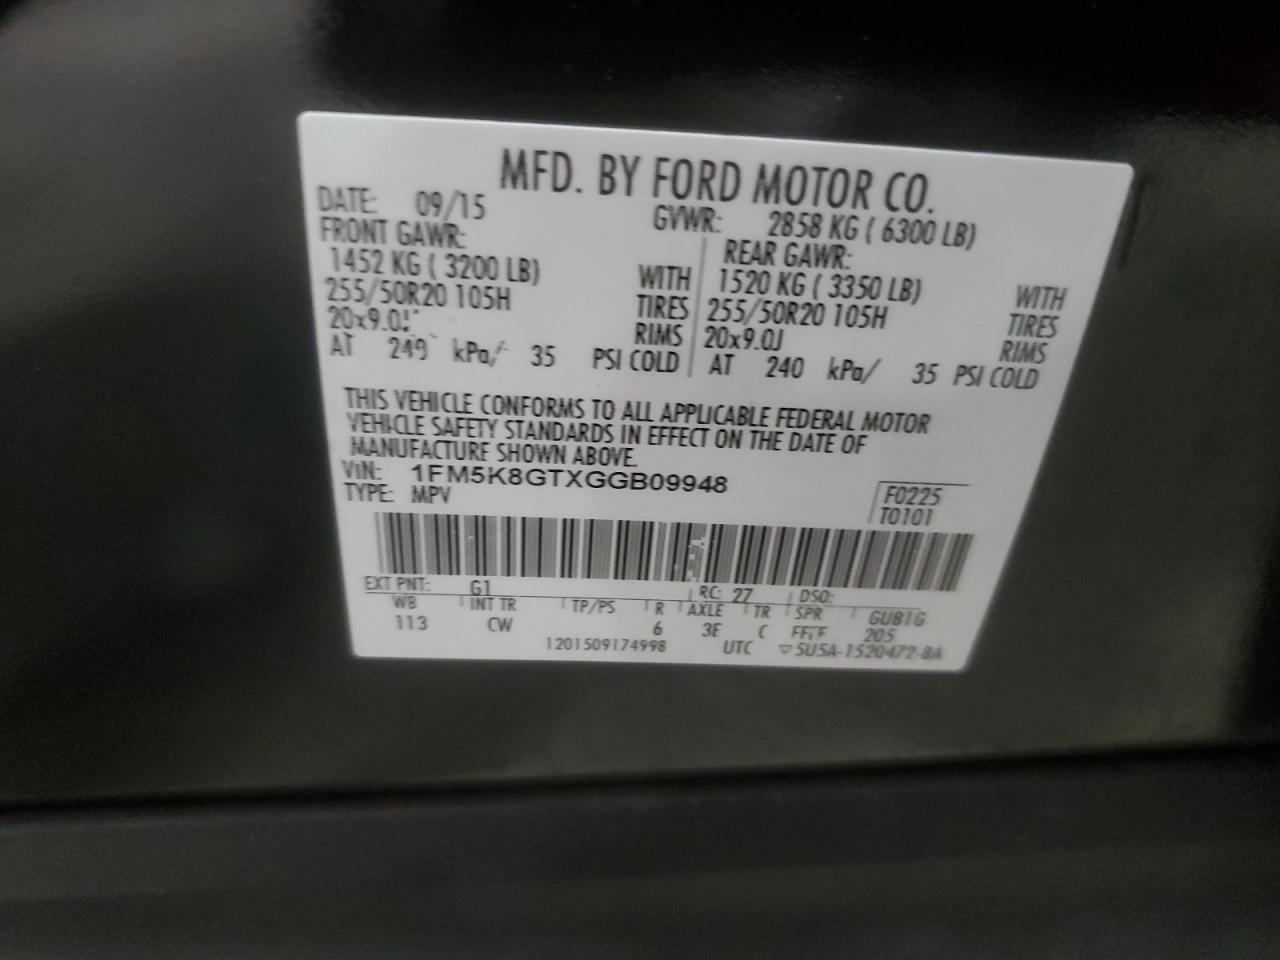 MFD. BY FORD MOTOR CO.
DATE: 09/15 GVWR: 2858 KG ( 6300 LB)
FRONT GAWR: REAR GAWR:
1452 KG ( 3200 LB) WITH 1520 KG ( 3350 LB) WITH
255/50R20 105H TIRES 255/50R20 105H TIRES
RIMS 20x9.0J RIMS
AT kPa/ 35 PSI COLD AT 240 kPa/ 35 PSI COLD
THIS VEHICLE CONFORMS TO ALL APPLICABLE FEDERAL MOTOR
VEHICLE SAFETY STANDARDS IN EFFECT ON THE DATE OF
MANUFACTURE SHOWN ABOVE.
VIN: 1FM5K8GTXGGB09948 F0225
TYPE: MPV T0101
EXT PNT: G1 RC: 27 DSO:
WB INT TR TP/PS R AXLE TR SPR GUB1G
113 CW 6 3E C 205
1201509174998 UTC ▽5U5A-1520472-BA